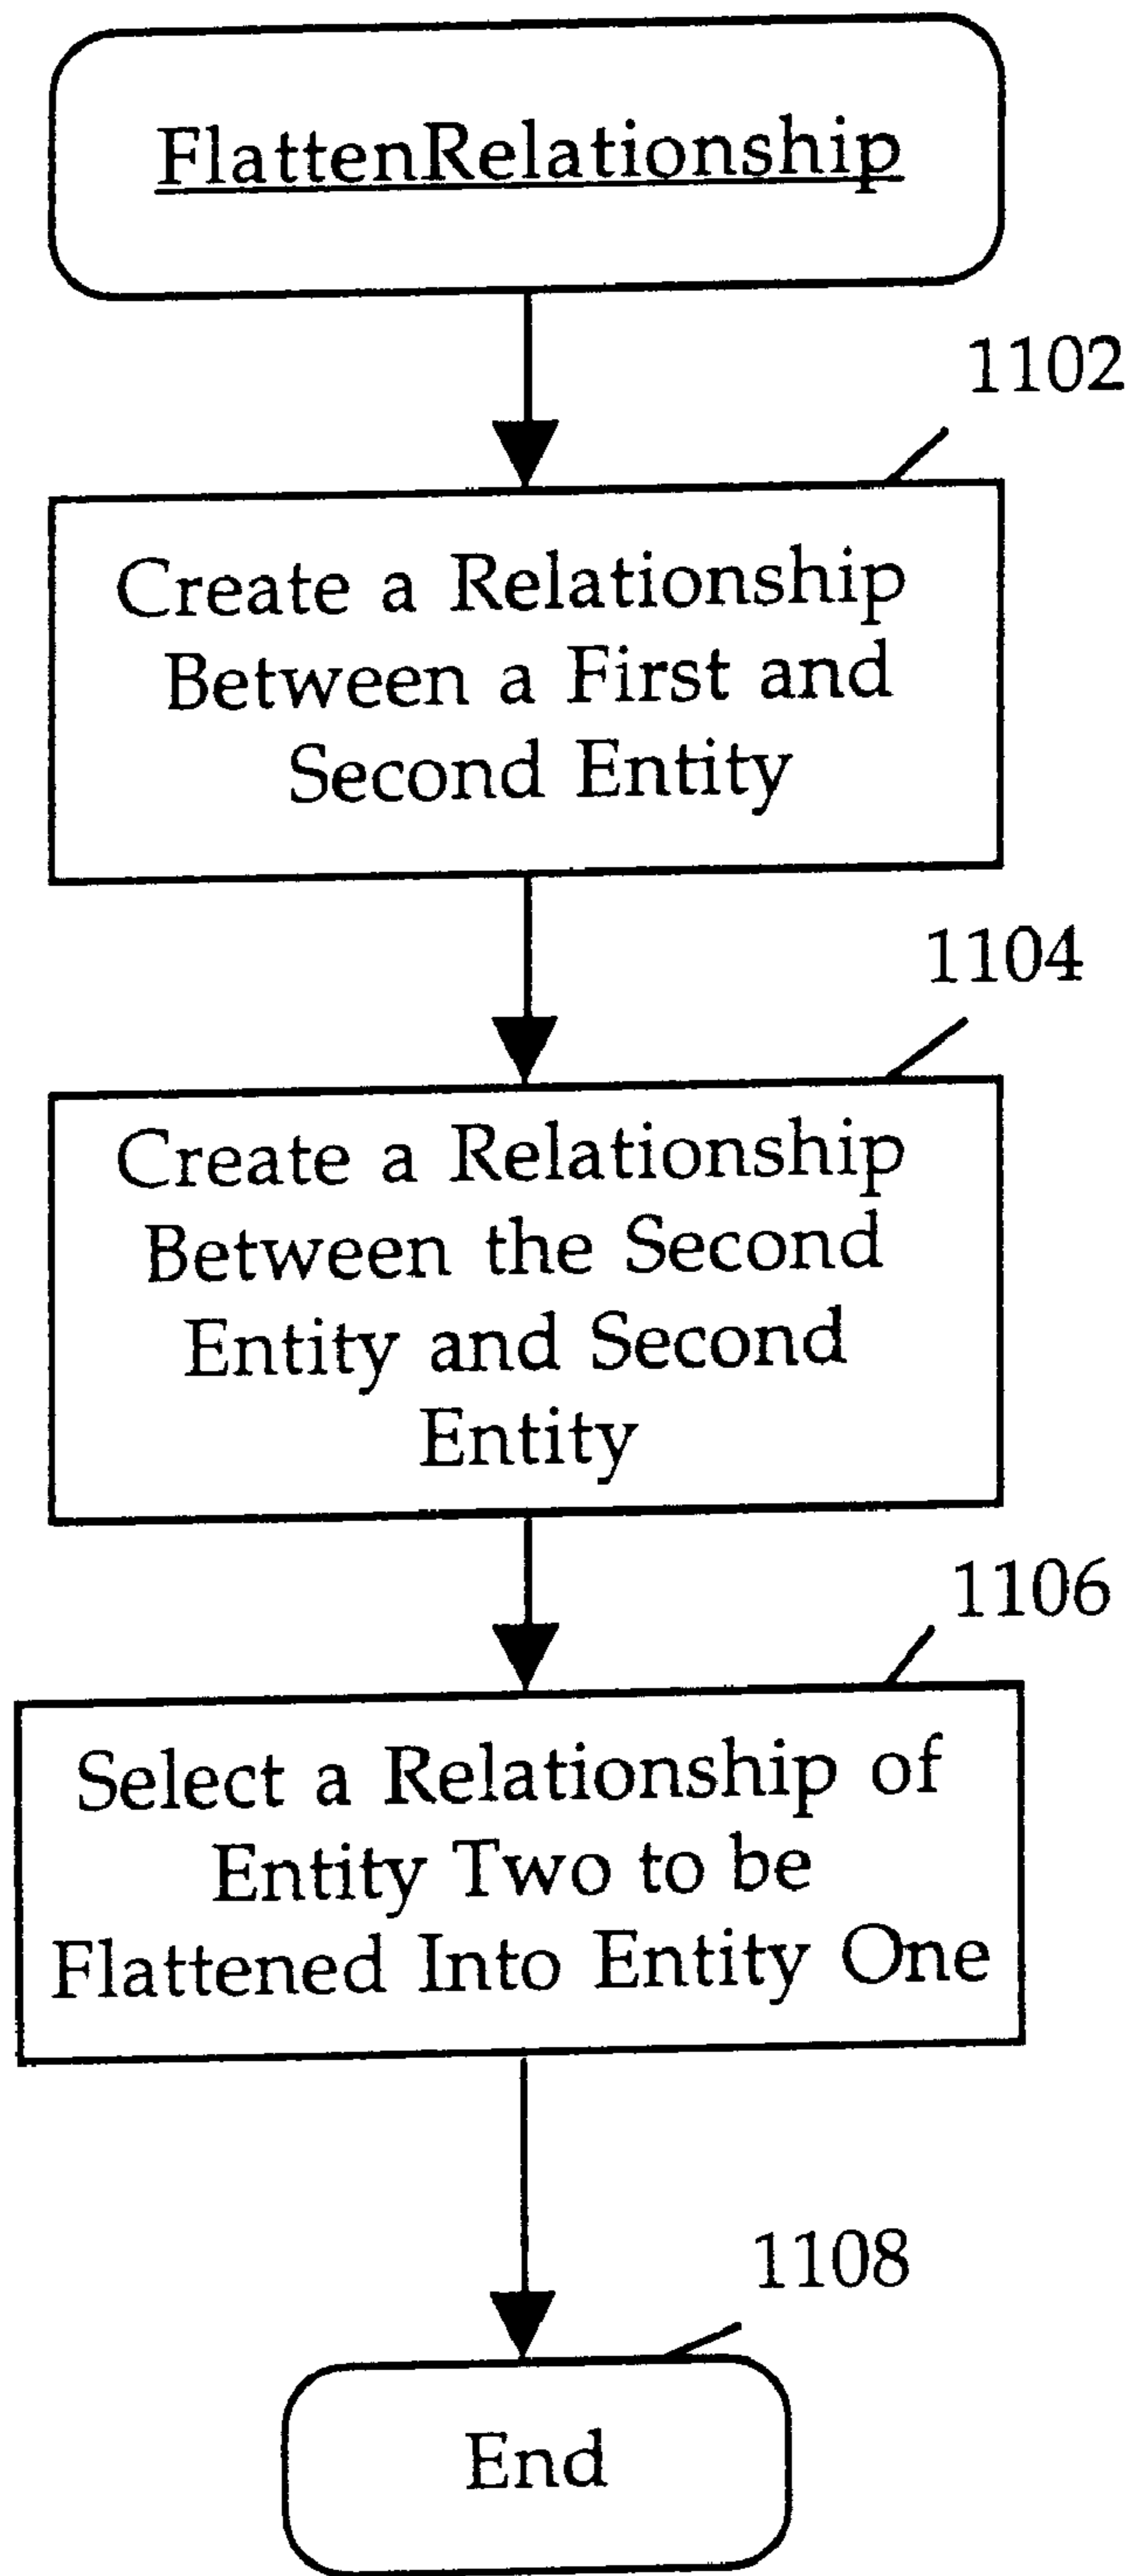 FlattenRelationship
1102
Create a Relationship
Between a First and
Second Entity
1104
Create a Relationship
Between the Second
Entity and Second
Entity
1106
Select a Relationship of
Entity Two to be
Flattened Into Entity One
1108
End